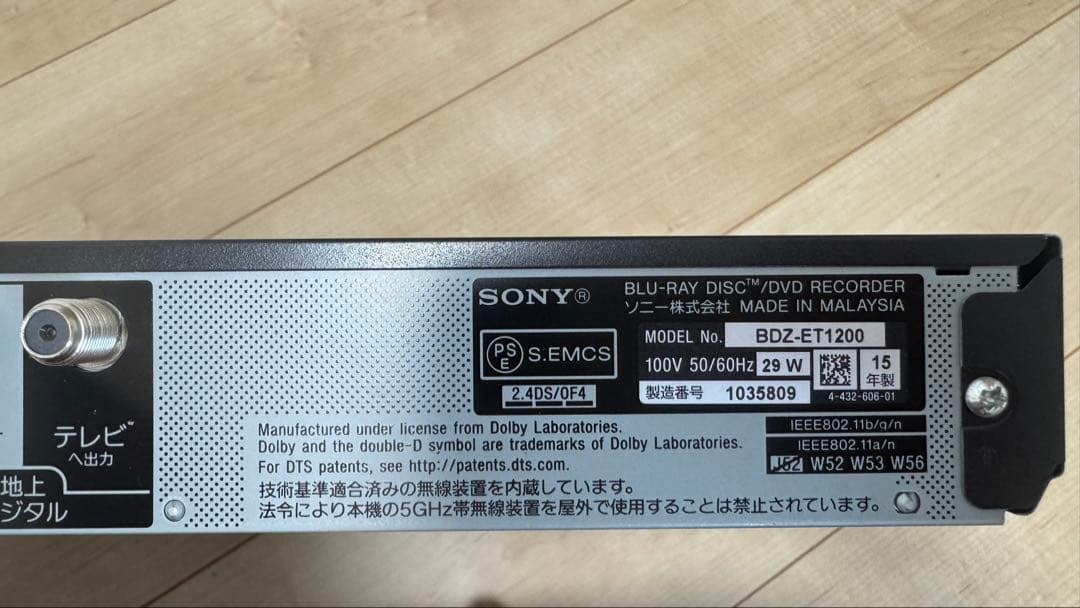 SONY®
BLU-RAY DISC™/DVD RECORDER
ソニー株式会社 MADE IN MALAYSIA
PS
E
S.EMCS
2.4DS/OF4
MODEL No. BDZ-ET1200
100V 50/60Hz 29 W
15
年製
製造番号 1035809
4-432-606-01
IEEE802.11b/g/n
IEEE802.11a/n
J52 W52 W53 W56
Manufactured under license from Dolby Laboratories.
Dolby and the double-D symbol are trademarks of Dolby Laboratories.
For DTS patents, see http://patents.dts.com.
技術基準適合済みの無線装置を内蔵しています。
法令により本機の5GHz帯無線装置を屋外で使用することは禁止されています。
テレビ
へ出力
地上
ジタル